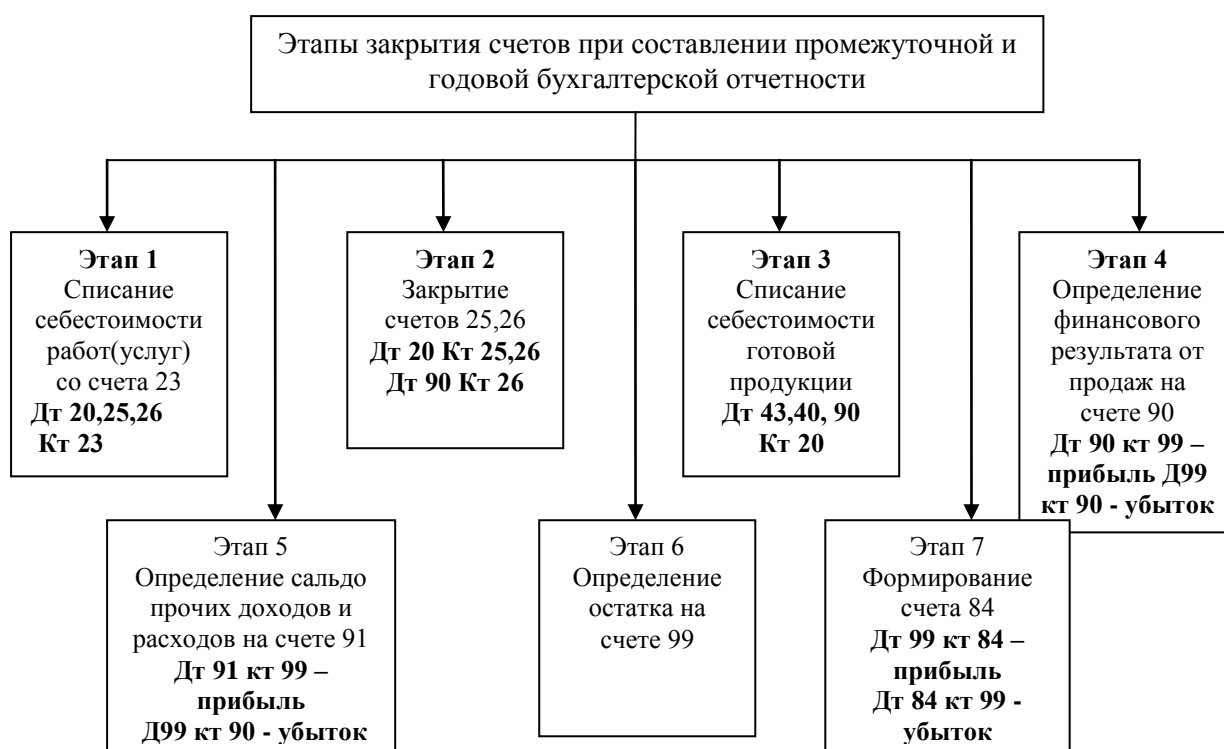 Этапы закрытия счетов при составлении промежуточной и
годовой бухгалтерской отчетности
Этап 1
Списание
себестоимости
работ(услуг)
со счета 23
Дт 20,25,26
Кт 23
Этап 2
Закрытие
счетов 25,26
Дт 20 Кт 25,26
Дт 90 Кт 26
Этап 3
Списание
себестоимости
готовой
продукции
Дт 43,40, 90
Кт 20
Этап 4
Определение
финансового
результата от
продаж на
счете 90
Дт 90 кт 99 –
прибыль Д99
кт 90 - убыток
Этап 5
Определение сальдо
прочих доходов и
расходов на счете 91
Дт 91 кт 99 –
прибыль
Д99 кт 90 - убыток
Этап 6
Определение
остатка на
счете 99
Этап 7
Формирование
счета 84
Дт 99 кт 84 –
прибыль
Дт 84 кт 99 -
убыток